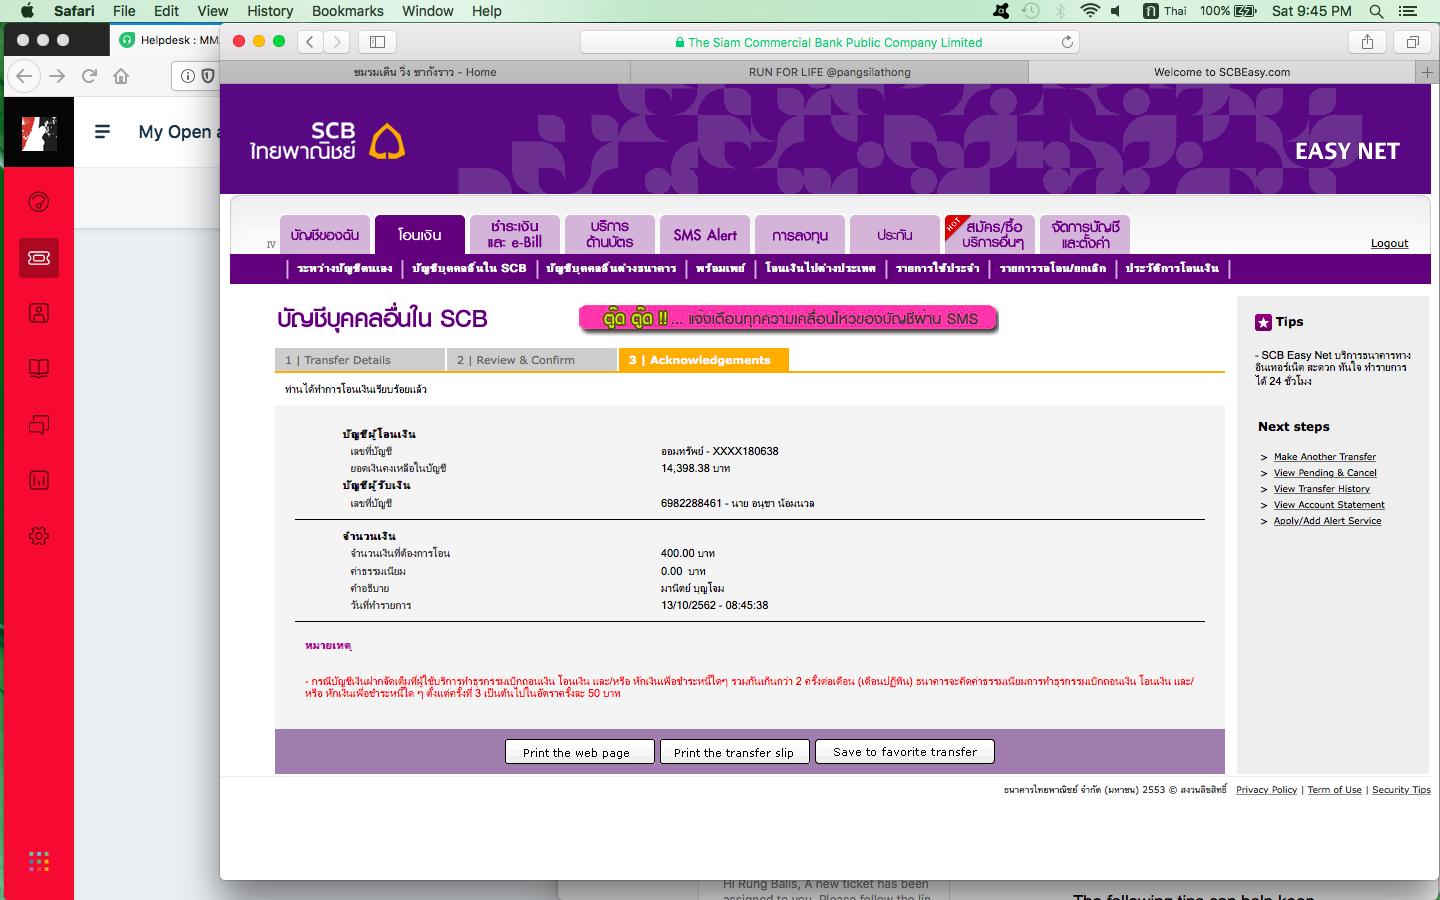 Safari File Edit View History Bookmarks Window Help
ก Thai 100% Sat 9:45 PM
Helpdesk : MM
The Siam Commercial Bank Public Company Limited
ชมรมเดิน วิ่ง ชากังราว - Home
RUN FOR LIFE @pangsilathong
Welcome to SCBEasy.com
My Open a
SCB
ไทยพาณิชย์
EASY NET
IV
บัญชีของฉัน
โอนเงิน
ชำระเงิน
และ e-Bill
บริการ
ด้านบัตร
SMS Alert
การลงทุน
ประกัน
HOT
สมัคร/ซื้อ
บริการอื่นๆ
จัดการบัญชี
และตั้งค่า
Logout
ระหว่างบัญชีตนเอง
บัญชีบุคคลอื่นใน SCB
บัญชีบุคคลอื่นต่างธนาคาร
พร้อมเพย์
โอนเงินไปต่างประเทศ
รายการใช้ประจำ
รายการรอโอน/ยกเลิก
ประวัติการโอนเงิน
บัญชีบุคคลอื่นใน SCB
ตู๊ด ตู๊ด !! ... แจ้งเตือนทุกความเคลื่อนไหวของบัญชีผ่าน SMS
1 | Transfer Details
2 | Review & Confirm
3 | Acknowledgements
ท่านได้ทำการโอนเงินเรียบร้อยแล้ว
บัญชีผู้โอนเงิน
เลขที่บัญชี ออมทรัพย์ - XXXX180638
ยอดเงินคงเหลือในบัญชี 14,398.38 บาท
บัญชีผู้รับเงิน
เลขที่บัญชี 6982288461 - นาย อนุชา น้อมนวล
จำนวนเงิน
จำนวนเงินที่ต้องการโอน 400.00 บาท
ค่าธรรมเนียม 0.00 บาท
คำอธิบาย มานิตย์ บุญโจม
วันที่ทำรายการ 13/10/2562 - 08:45:38
หมายเหตุ
- กรณีบัญชีเงินฝากจัดเต็มที่ผู้ใช้บริการทำธุรกรรมเบิกถอนเงิน โอนเงิน และ/หรือ หักเงินเพื่อชำระหนี้ใดๆ รวมกันเกินกว่า 2 ครั้งต่อเดือน (เดือนปฏิทิน) ธนาคารจะคิดค่าธรรมเนียมการทำธุรกรรมเบิกถอนเงิน โอนเงิน และ/
หรือ หักเงินเพื่อชำระหนี้ใด ๆ ตั้งแต่ครั้งที่ 3 เป็นต้นไปในอัตราครั้งละ 50 บาท
Print the web page
Print the transfer slip
Save to favorite transfer
Tips
- SCB Easy Net บริการธนาคารทาง
อินเทอร์เน็ต สะดวก ทันใจ ทำรายการ
ได้ 24 ชั่วโมง
Next steps
> Make Another Transfer
> View Pending & Cancel
> View Transfer History
> View Account Statement
> Apply/Add Alert Service
ธนาคารไทยพาณิชย์ จำกัด (มหาชน) 2553 © สงวนลิขสิทธิ์ Privacy Policy | Term of Use | Security Tips
Hi Rung Balis, A new ticket has been
assigned to you. Please follow the lin
The following tips can help keep